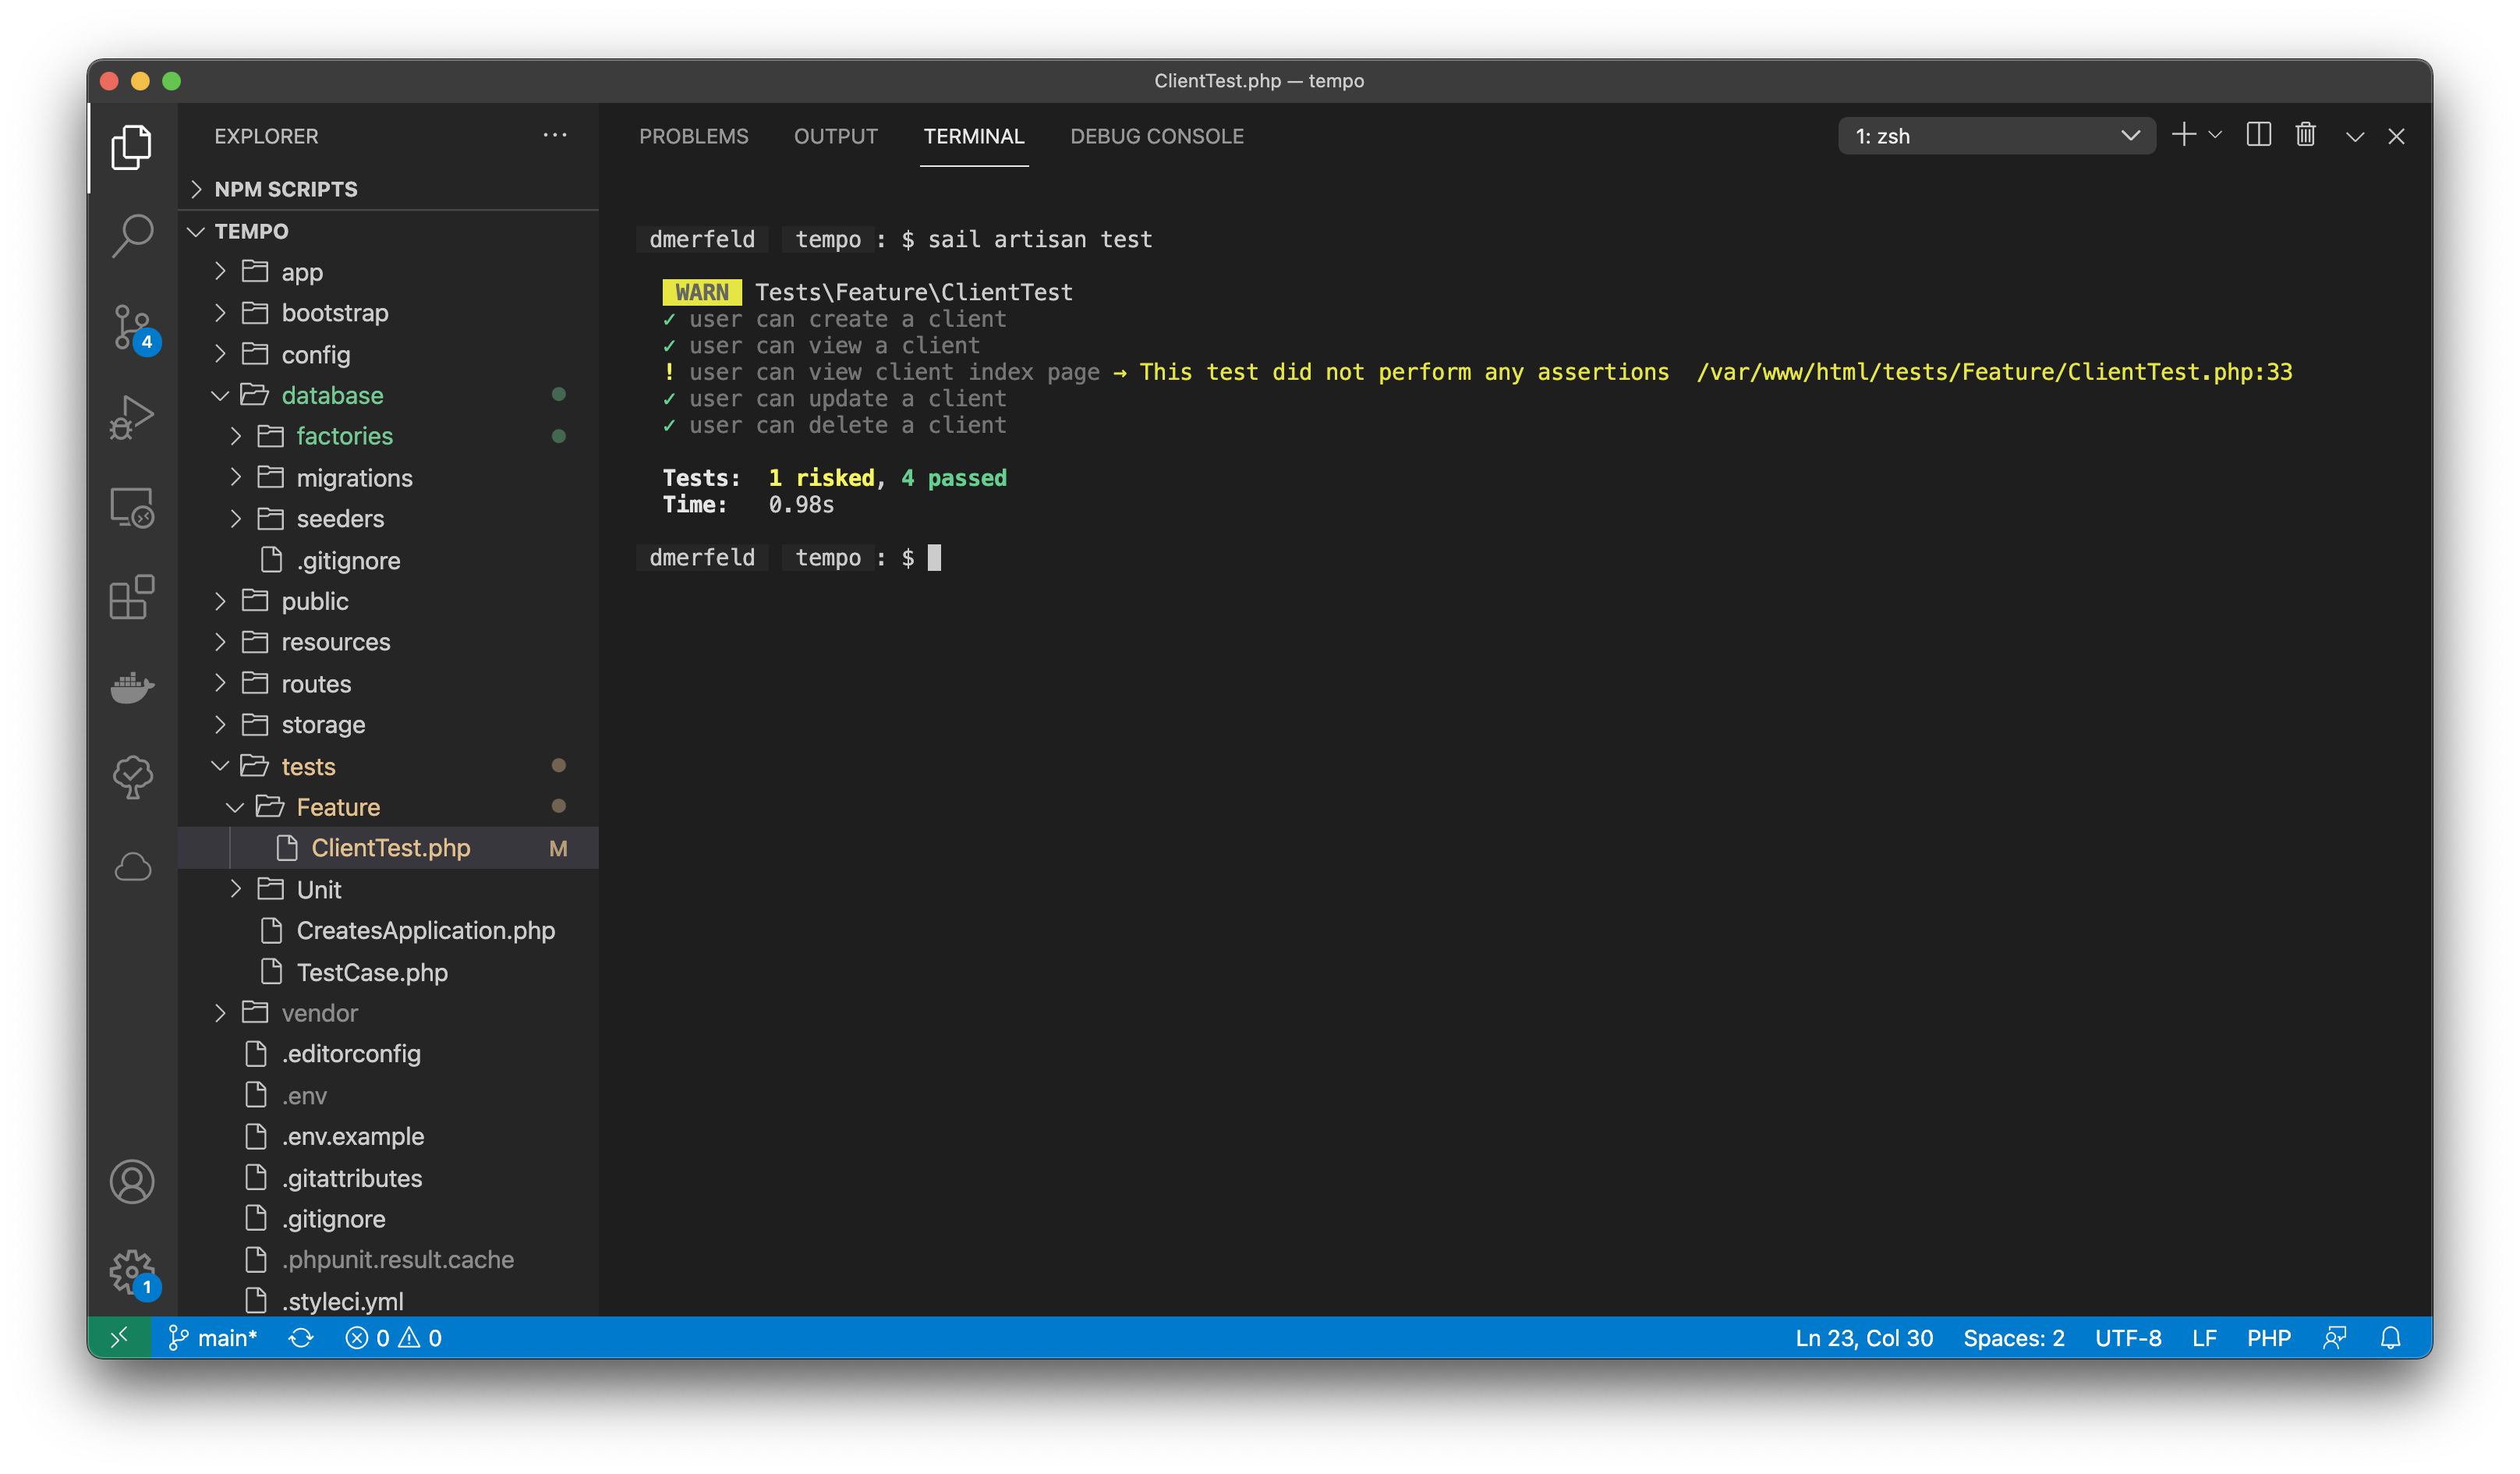 ClientTest.php — tempo
EXPLORER
NPM SCRIPTS
TEMPO
app
bootstrap
config
database
factories
migrations
seeders
.gitignore
public
resources
routes
storage
tests
Feature
ClientTest.php M
Unit
CreatesApplication.php
TestCase.php
vendor
.editorconfig
.env
.env.example
.gitattributes
.gitignore
.phpunit.result.cache
.styleci.yml
4
1
PROBLEMS OUTPUT TERMINAL DEBUG CONSOLE 1: zsh
dmerfeld tempo : $ sail artisan test
WARN Tests\Feature\ClientTest
✓ user can create a client
✓ user can view a client
! user can view client index page → This test did not perform any assertions /var/www/html/tests/Feature/ClientTest.php:33
✓ user can update a client
✓ user can delete a client
Tests: 1 risked, 4 passed
Time: 0.98s
dmerfeld tempo : $
main* 0 0 Ln 23, Col 30 Spaces: 2 UTF-8 LF PHP